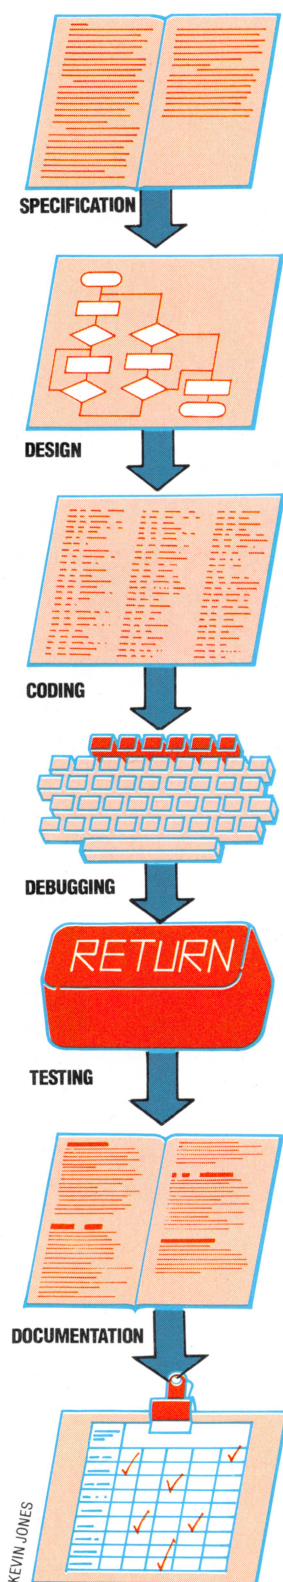 SPECIFICATION
DESIGN
CODING
DEBUGGING
RETURN
TESTING
DOCUMENTATION
KEVIN JONES